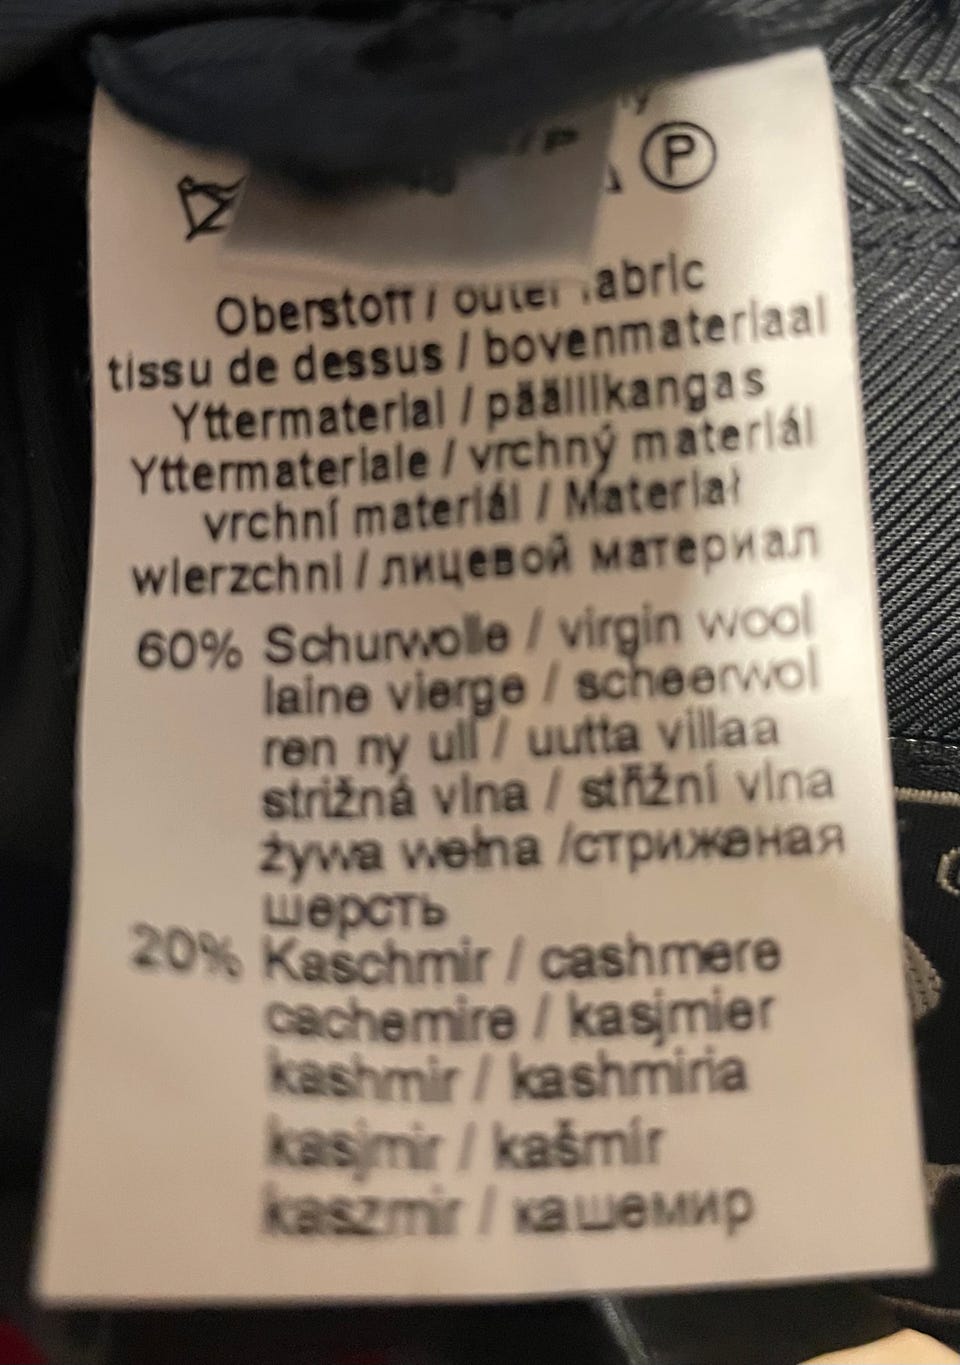 P
Oberstoff / outer fabric
tissu de dessus / bovenmateriaal
Yttermaterial / päällikangas
Yttermateriale / vrchný materiál
vrchní materiál / Materiał
wierzchni / лицевой материал
60% Schurwolle / virgin wool
laine vierge / scheerwol
ren ny ull / uutta villaa
strižná vlna / střižní vlna
żywa wełna /стриженая
шерсть
20% Kaschmir / cashmere
cachemire / kasjmier
kashmir / kashmiria
kasjmir / kašmír
kaszmir / кашемир